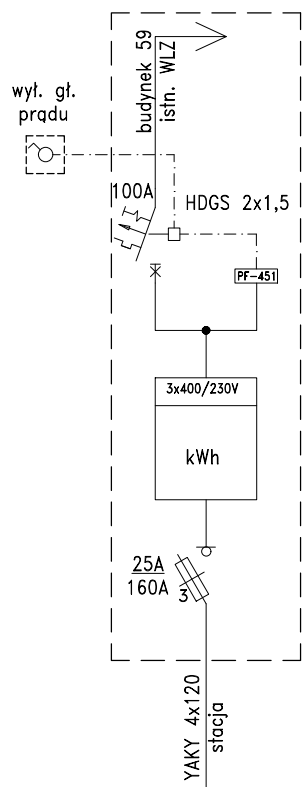 budynek 59
istn. WLZ
wył. gł.
prądu
100A
HDGS 2x1,5
PF-451
3x400/230V
kWh
25A
160A
3
YAKY 4x120
stacja